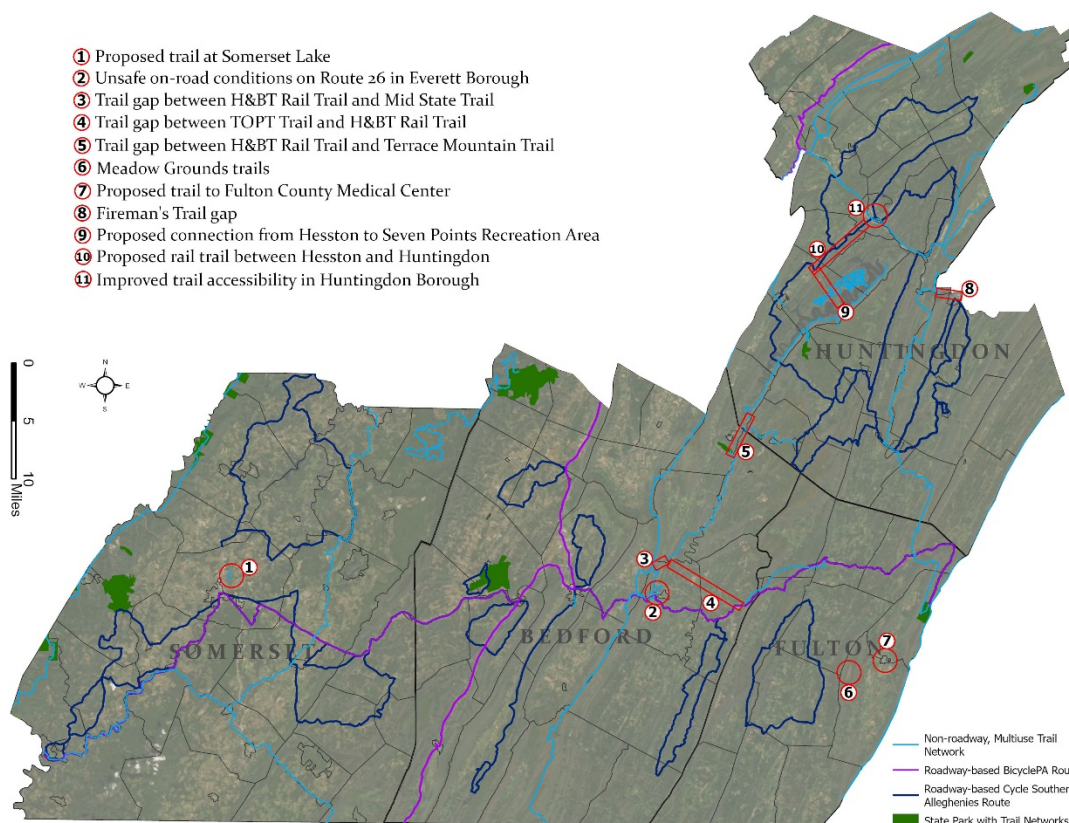 ① Proposed trail at Somerset Lake
② Unsafe on-road conditions on Route 26 in Everett Borough
③ Trail gap between H&BT Rail Trail and Mid State Trail
④ Trail gap between TOPT Trail and H&BT Rail Trail
⑤ Trail gap between H&BT Rail Trail and Terrace Mountain Trail
⑥ Meadow Grounds trails
⑦ Proposed trail to Fulton County Medical Center
⑧ Fireman's Trail gap
⑨ Proposed connection from Hesston to Seven Points Recreation Area
⑩ Proposed rail trail between Hesston and Huntingdon
⑪ Improved trail accessibility in Huntingdon Borough
⑪
⑩
⑨
⑧
HUNTINGDON
0
5
10
Miles
N
W
E
S
⑤
③
①
②
④
BEDFORD
SOMERSET
FULTON
⑦
⑥
Non-roadway, Multiuse Trail
Network
Roadway-based BicyclePA Rou
Roadway-based Cycle Southern
Alleghenies Route
State Park with Trail Networks